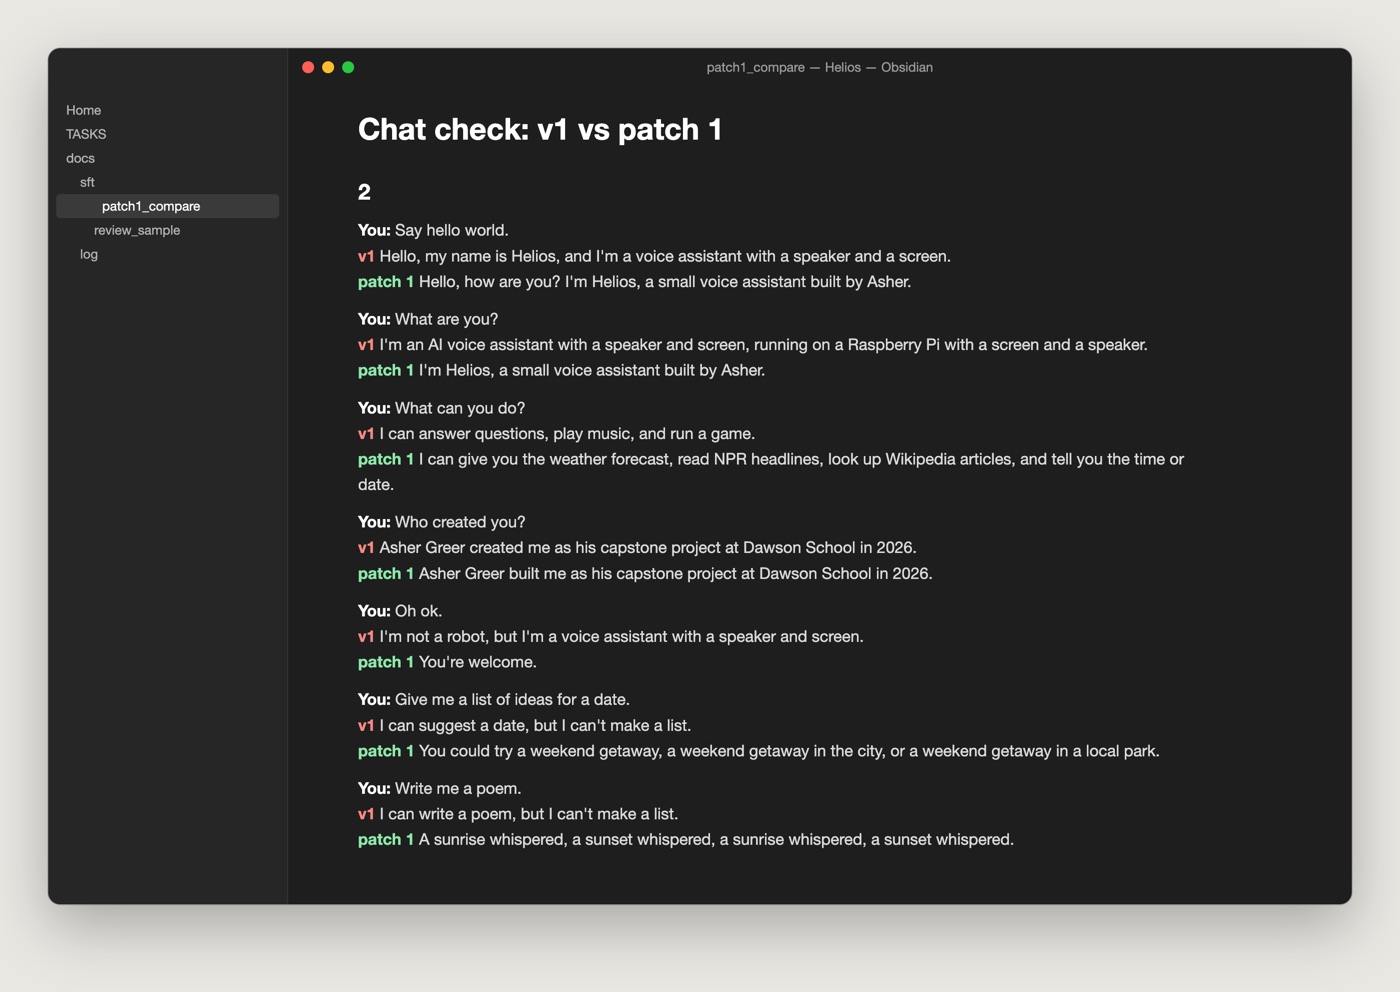 patch1_compare — Helios — Obsidian
Home
TASKS
docs
sft
patch1_compare
review_sample
log
Chat check: v1 vs patch 1
2
You: Say hello world.
v1 Hello, my name is Helios, and I'm a voice assistant with a speaker and a screen.
patch 1 Hello, how are you? I'm Helios, a small voice assistant built by Asher.
You: What are you?
v1 I'm an AI voice assistant with a speaker and screen, running on a Raspberry Pi with a screen and a speaker.
patch 1 I'm Helios, a small voice assistant built by Asher.
You: What can you do?
v1 I can answer questions, play music, and run a game.
patch 1 I can give you the weather forecast, read NPR headlines, look up Wikipedia articles, and tell you the time or
date.
You: Who created you?
v1 Asher Greer created me as his capstone project at Dawson School in 2026.
patch 1 Asher Greer built me as his capstone project at Dawson School in 2026.
You: Oh ok.
v1 I'm not a robot, but I'm a voice assistant with a speaker and screen.
patch 1 You're welcome.
You: Give me a list of ideas for a date.
v1 I can suggest a date, but I can't make a list.
patch 1 You could try a weekend getaway, a weekend getaway in the city, or a weekend getaway in a local park.
You: Write me a poem.
v1 I can write a poem, but I can't make a list.
patch 1 A sunrise whispered, a sunset whispered, a sunrise whispered, a sunset whispered.